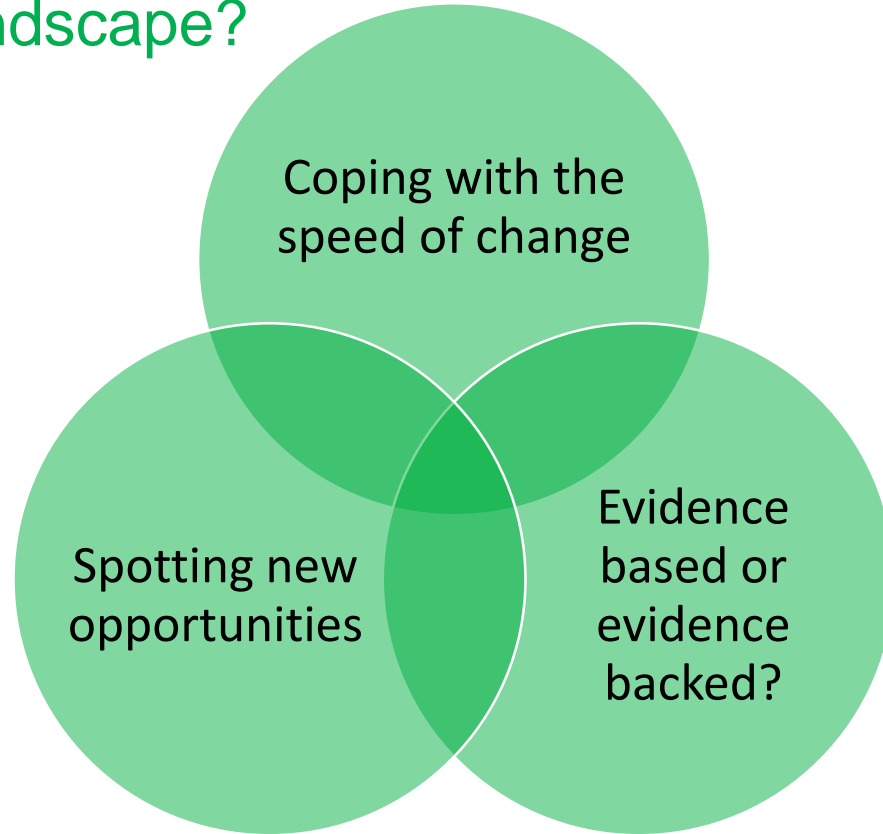 ndscape?
Coping with the
speed of change
Spotting new
opportunities
Evidence
based or
evidence
backed?